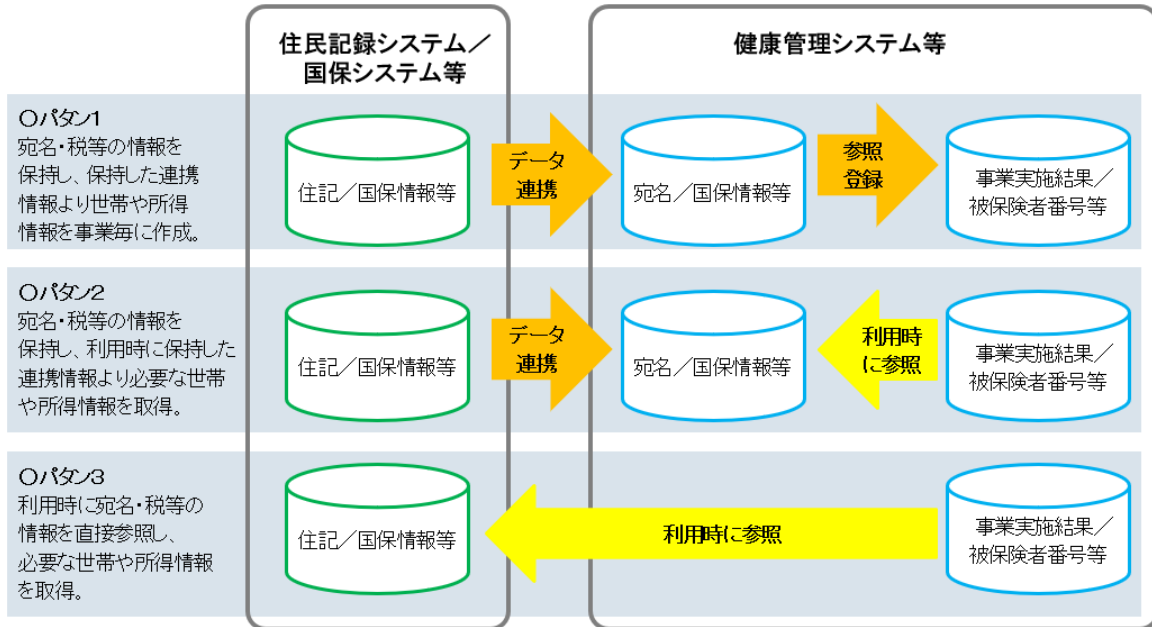 住民記録システム／
国保システム等
健康管理システム等
○パタン1
宛名・税等の情報を
保持し、保持した連携
情報より世帯や所得
情報を事業毎に作成。
住記／国保情報等
データ
連携
宛名／国保情報等
参照
登録
事業実施結果／
被保険者番号等
○パタン2
宛名・税等の情報を
保持し、利用時に保持した
連携情報より必要な世帯
や所得情報を取得。
住記／国保情報等
データ
連携
宛名／国保情報等
利用時
に参照
事業実施結果／
被保険者番号等
○パタン3
利用時に宛名・税等の
情報を直接参照し、
必要な世帯や所得情報
を取得。
住記／国保情報等
利用時に参照
事業実施結果／
被保険者番号等